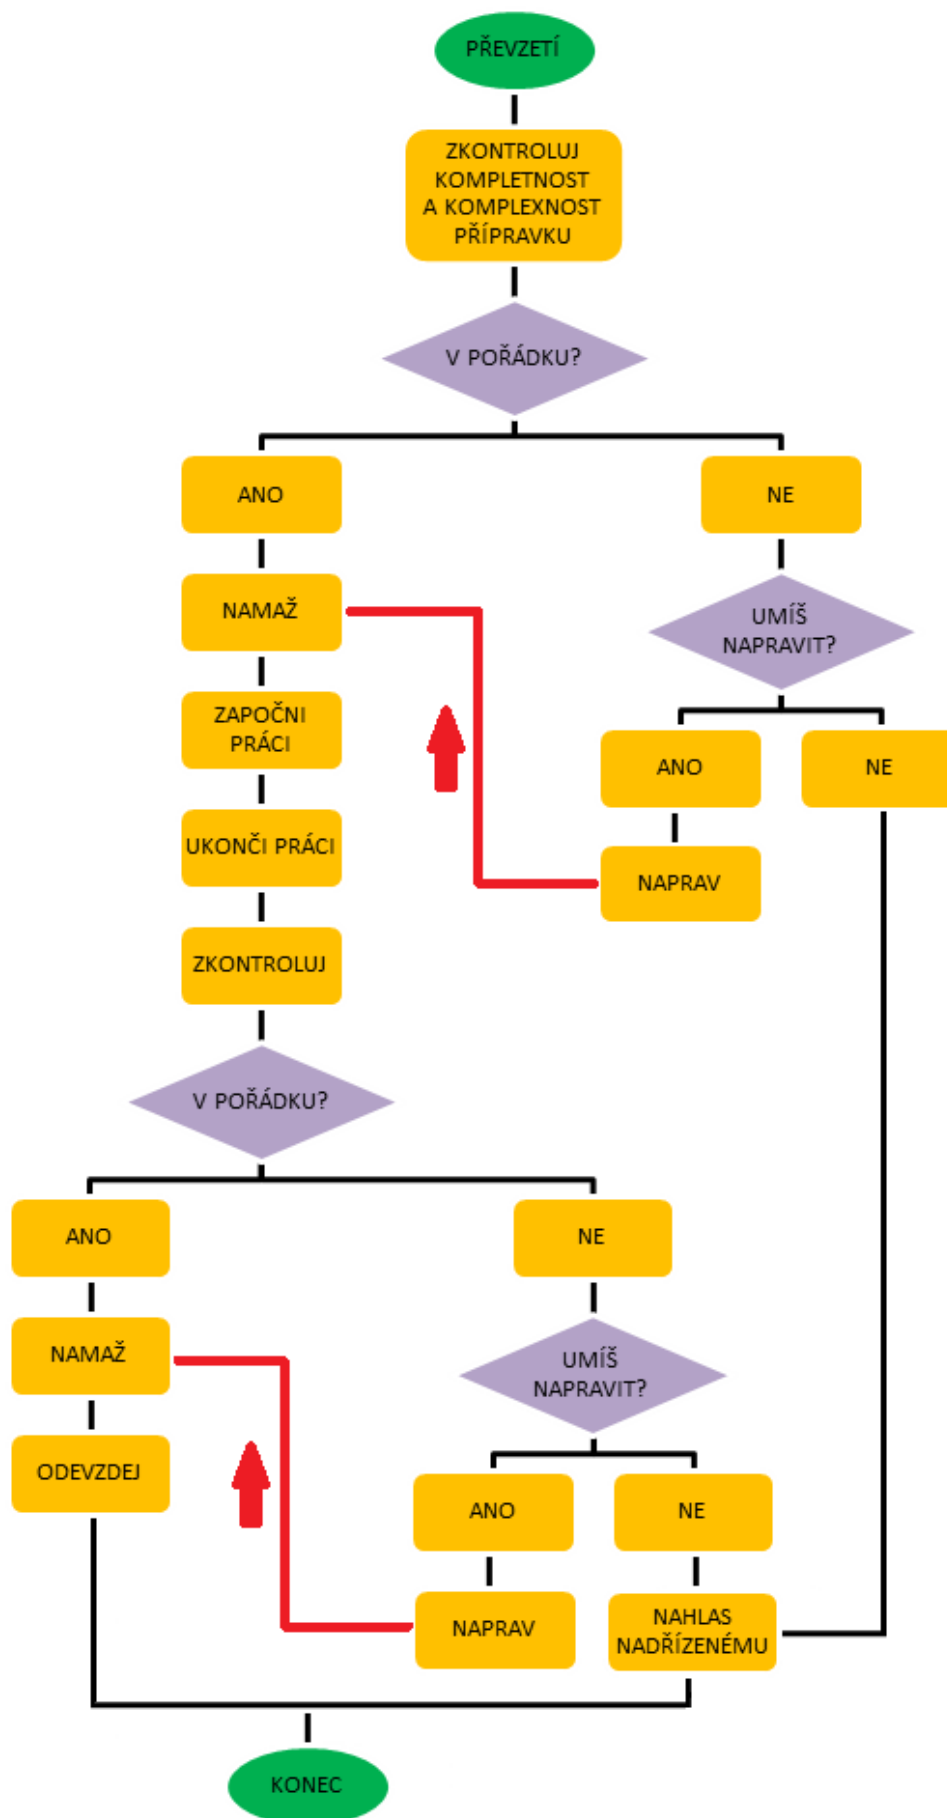 PŘEVZETÍ
ZKONTROLUJ
KOMPLETNOST
A KOMPLEXNOST
PŘÍPRAVKU
V POŘÁDKU?
ANO
NE
NAMAŽ
UMÍŠ
NAPRAVIT?
ZAPOČNI
PRÁCI
ANO
NE
UKONČI PRÁCI
NAPRAV
ZKONTROLUJ
V POŘÁDKU?
ANO
NE
NAMAŽ
UMÍŠ
NAPRAVIT?
ODEVZDEJ
ANO
NE
NAPRAV
NAHLAS
NADŘÍZENÉMU
KONEC